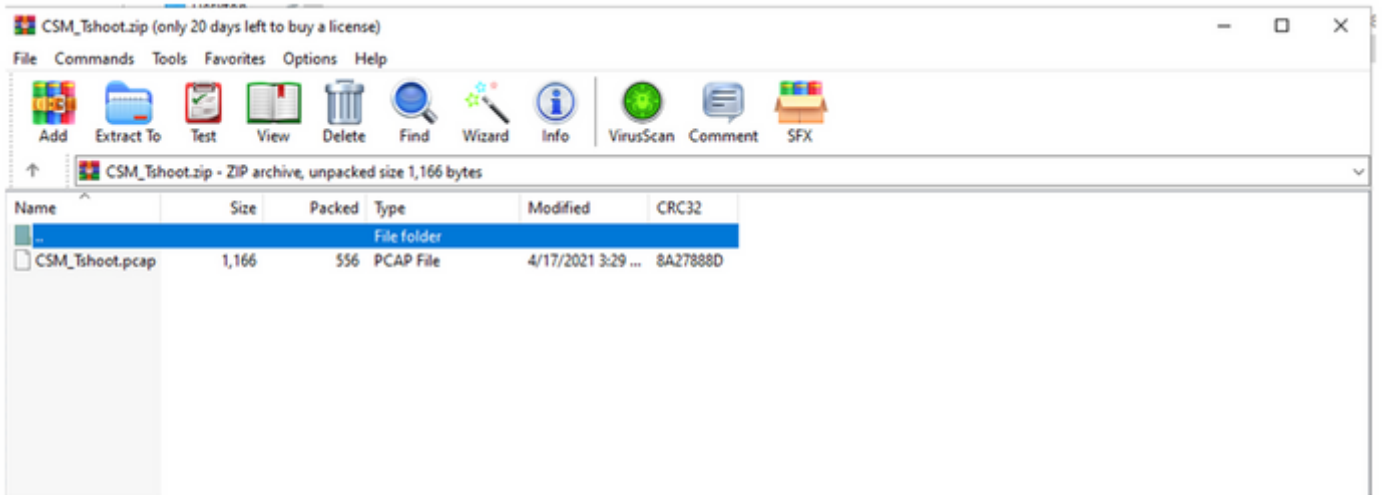 CSM_Tshoot.zip (only 20 days left to buy a license)
File Commands Tools Favorites Options Help
Add Extract To Test View Delete Find Wizard Info VirusScan Comment SFX
CSM_Tshoot.zip - ZIP archive, unpacked size 1,166 bytes
Name Size Packed Type Modified CRC32
.. File folder
CSM_Tshoot.pcap 1,166 556 PCAP File 4/17/2021 3:29 ... 8A27888D